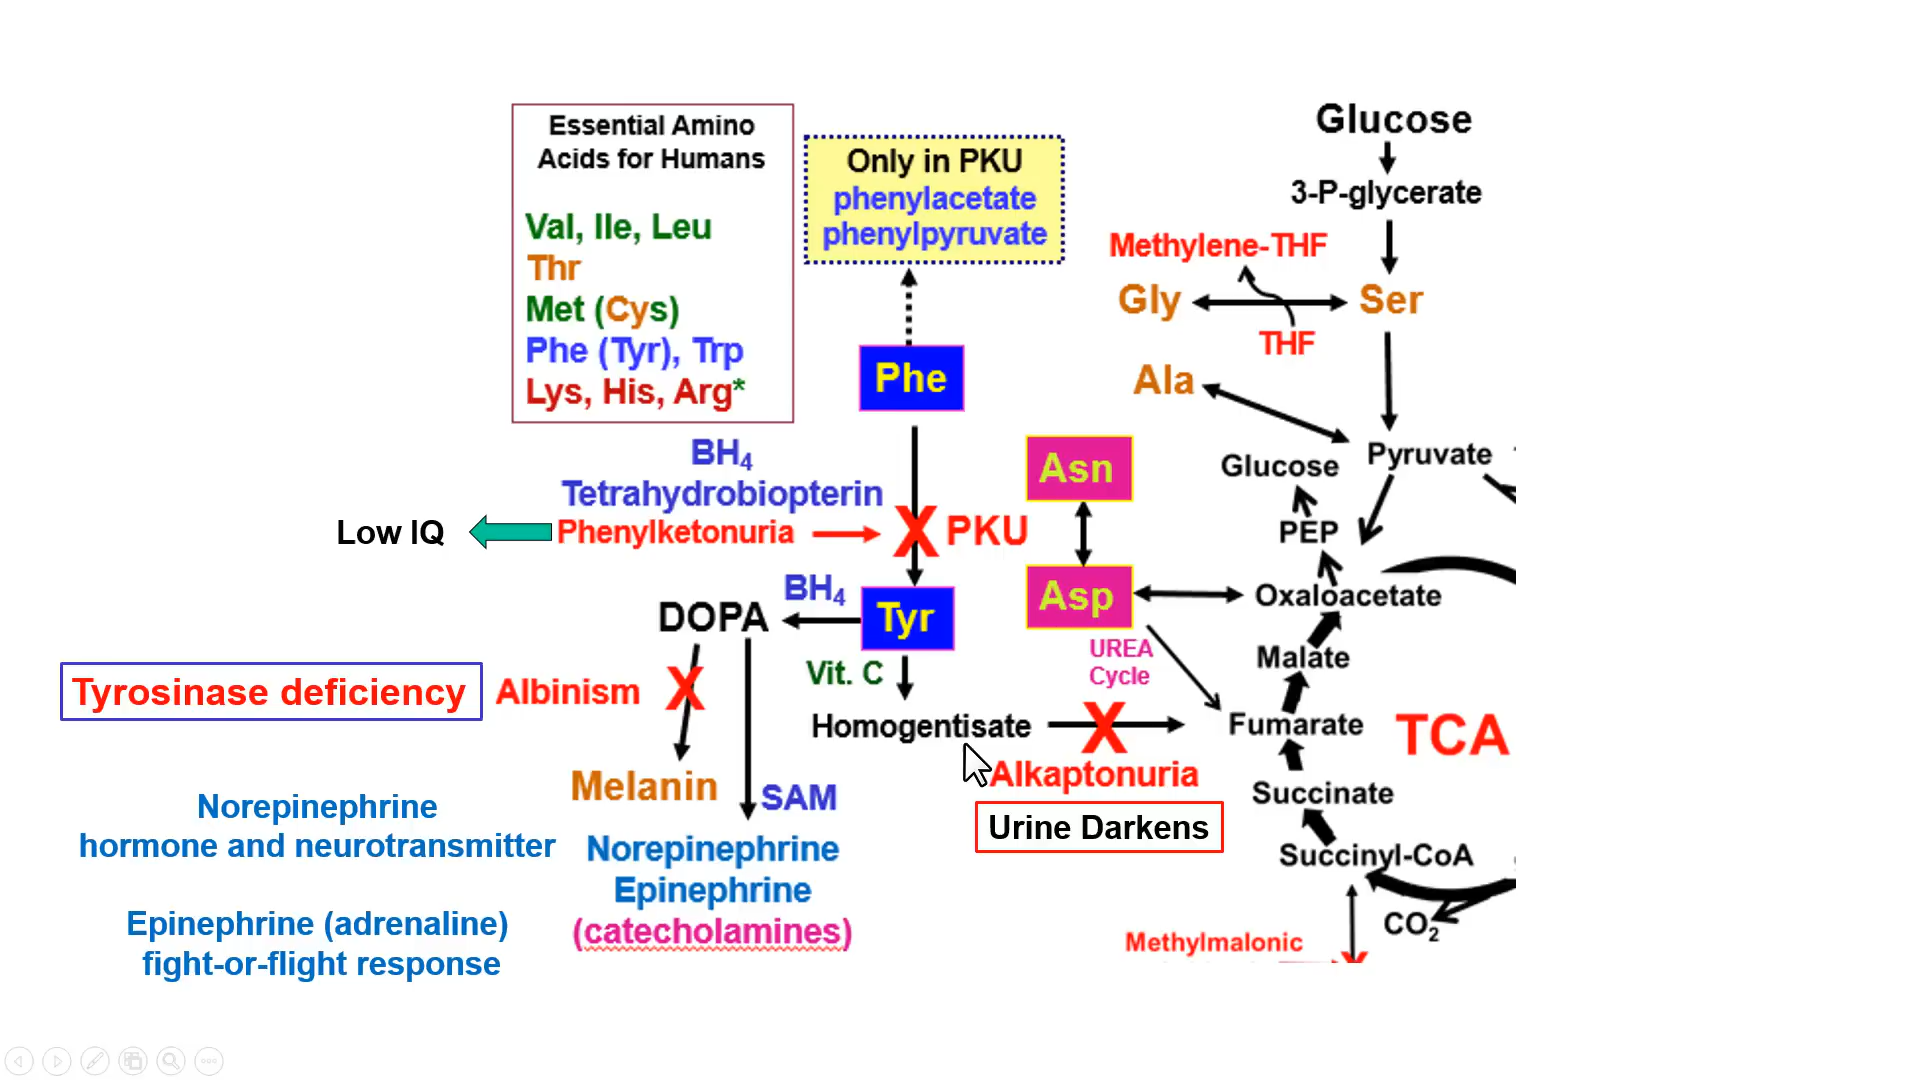 Essential Amino
Acids for Humans
Val, Ile, Leu
Thr
Met (Cys)
Phe (Tyr), Trp
Lys, His, Arg*
Only in PKU
phenylacetate
phenylpyruvate
Glucose
3-P-glycerate
Methylene-THF
Gly
Ser
THF
Ala
Phe
BH4
Tetrahydrobiopterin
Low IQ
Phenylketonuria
X PKU
Asn
Glucose
Pyruvate
PEP
Asp
Oxaloacetate
BH4
DOPA
Tyr
UREA
Cycle
Malate
Vit. C
Tyrosinase deficiency
Albinism
X
Homogentisate
X
Fumarate
TCA
Alkaptonuria
Urine Darkens
Melanin
SAM
Succinate
Succinyl-CoA
Norepinephrine
hormone and neurotransmitter
Norepinephrine
Epinephrine
(catecholamines)
Epinephrine (adrenaline)
fight-or-flight response
CO2
Methylmalonic
X